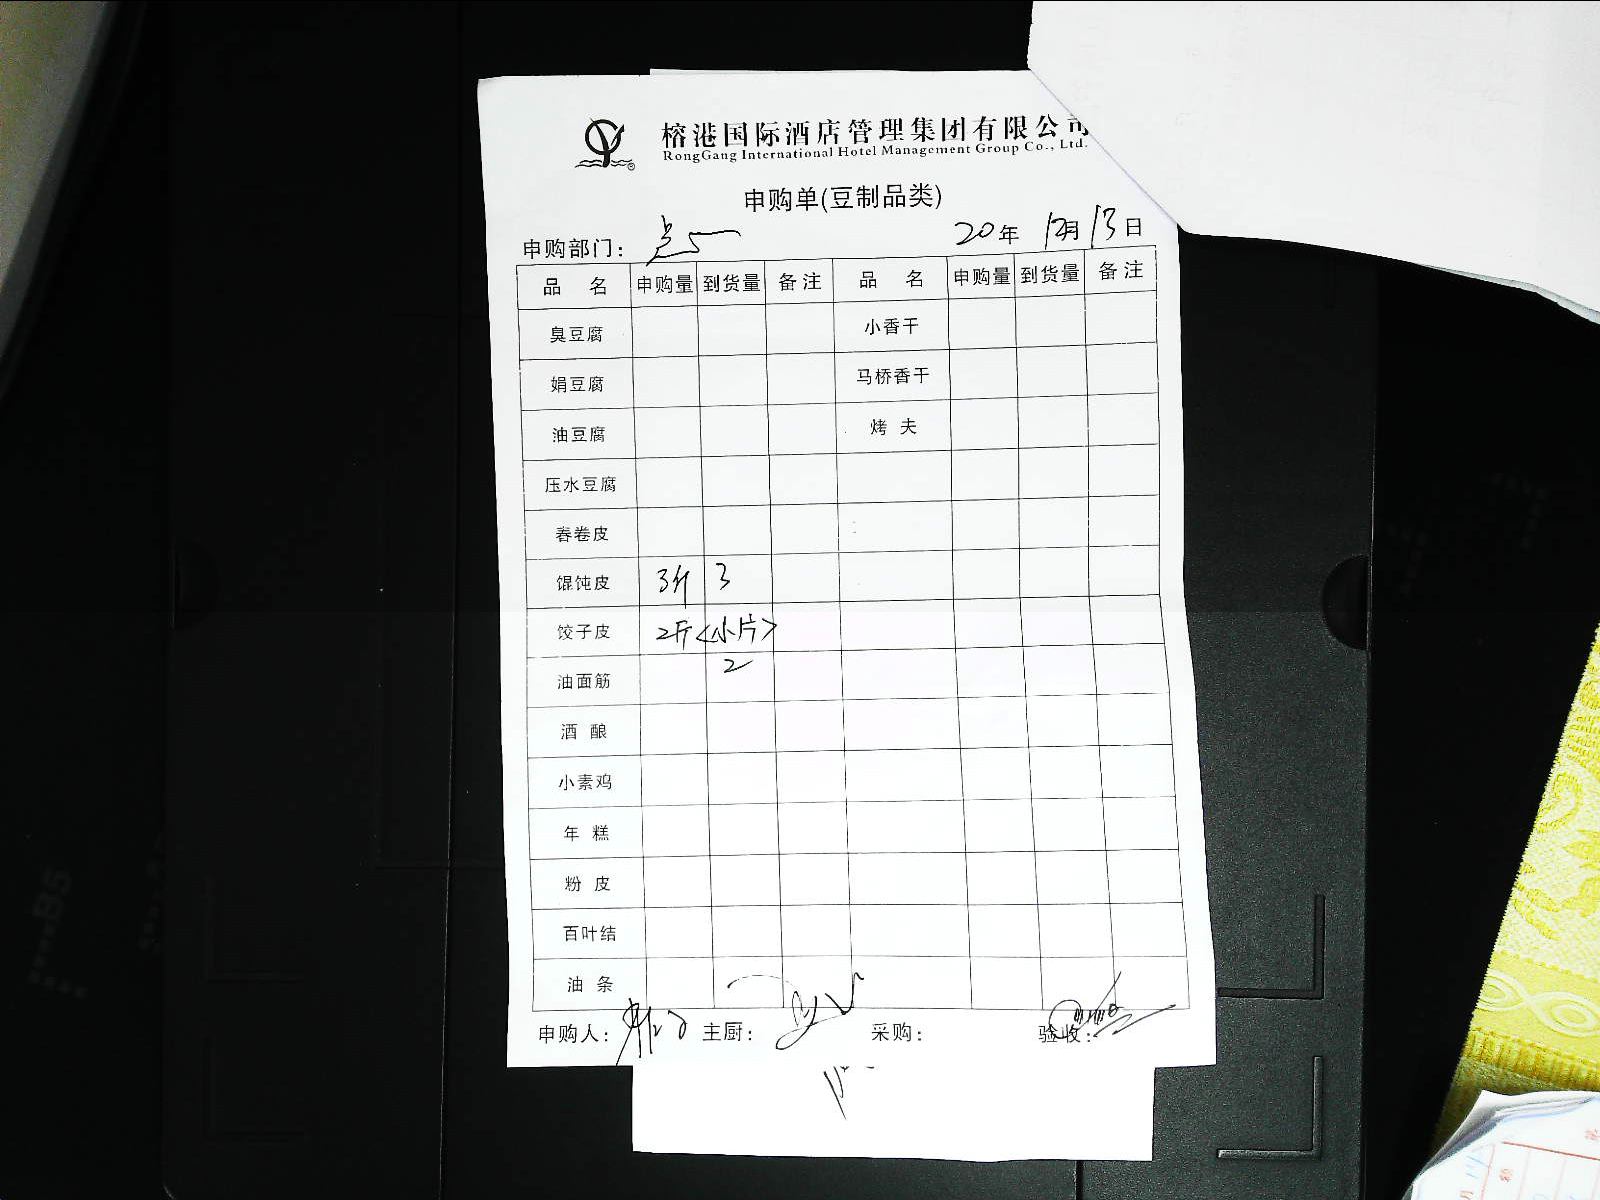 榕港国际酒店管理集团有限公司
RongGang International Hotel Management Group Co., Ltd.
申购单(豆制品类)
申购部门： 点 20年 12月 13日
品 名 申购量 到货量 备注 品 名 申购量 到货量 备注
臭豆腐 小香干
娟豆腐 马桥香干
油豆腐 烤 夫
压水豆腐
春卷皮
馄饨皮 3斤 3
饺子皮 2斤<小片>
2
油面筋
酒 酿
小素鸡
年 糕
粉 皮
百叶结
油 条
申购人： 主厨： 采购： 验收：